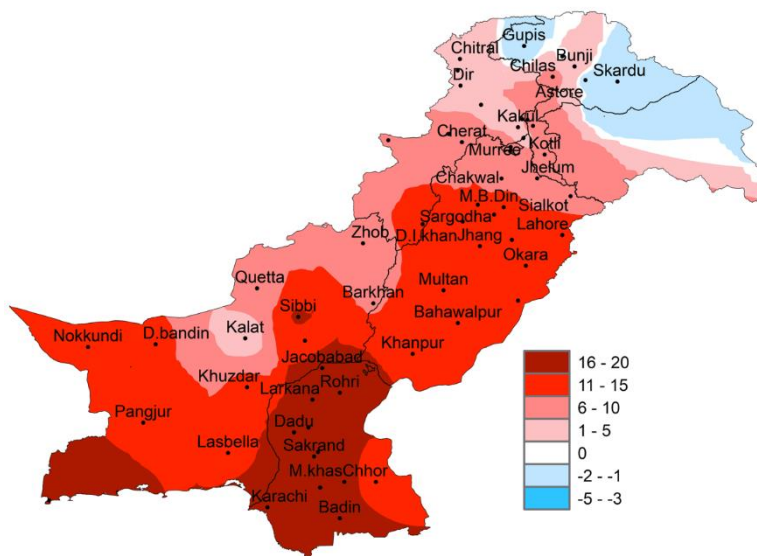 Gupis
Chitral
Bunji
Dir
Chilas
Skardu
Astore
Kakul
Cherat
Murree
Kotli
Chakwal
Jhelum
M.B.Din
Sialkot
Sargodha
Lahore
Zhob
D.I.khan
Jhang
Okara
Quetta
Multan
Barkhan
Sibbi
Bahawalpur
Nokkundi
D.bandin
Kalat
Khanpur
Jacobabad
Khuzdar
Larkana
Rohri
Pangjur
Dadu
Lasbella
Sakrand
M.khas
Chhor
Karachi
Badin
16 - 20
11 - 15
6 - 10
1 - 5
0
-2 - -1
-5 - -3